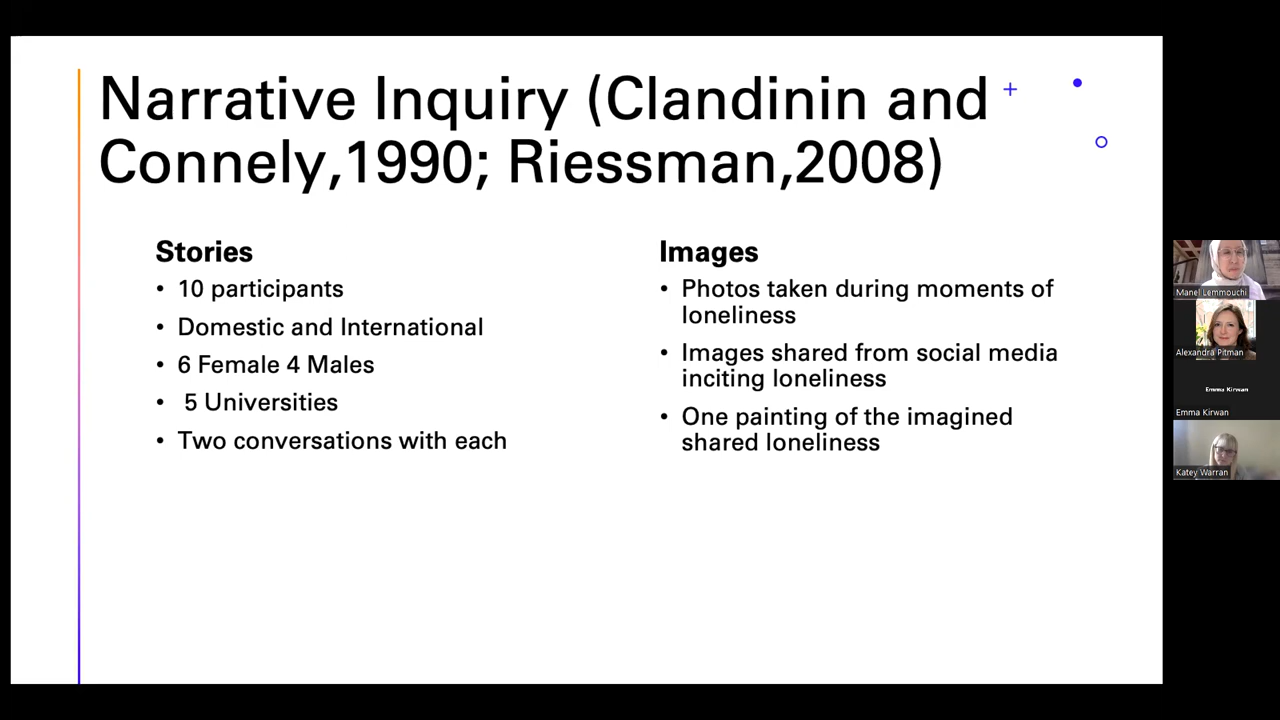 Narrative Inquiry (Clandinin and
Connely,1990; Riessman,2008)
Stories
• 10 participants
• Domestic and International
• 6 Female 4 Males
• 5 Universities
• Two conversations with each
Images
• Photos taken during moments of
loneliness
• Images shared from social media
inciting loneliness
• One painting of the imagined
shared loneliness
Manel Lemmouchi
Alexandra Pitman
Emma Kirwan
Emma Kirwan
Katey Warran